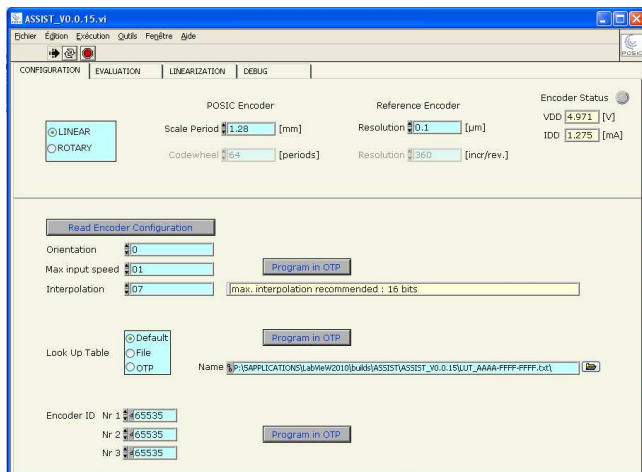 ASSIST_V0.0.15.vi
Fichier Édition Exécution Outils Fenêtre Aide
POSIC
CONFIGURATION EVALUATION LINEARIZATION DEBUG
POSIC Encoder Reference Encoder Encoder Status
LINEAR Scale Period 1.28 [mm] Resolution 0.1 [µm] VDD 4.971 [V]
ROTARY Codewheel 64 [periods] Resolution 360 [incr/rev.] IDD 1.275 [mA]
Read Encoder Configuration
Orientation 0
Max input speed 01 Program in OTP
Interpolation 07 max. interpolation recommended : 16 bits
Default Program in OTP
Look Up Table File
OTP Name P:\SAPPLICATIONS\LabVieW2010\builds\ASSIST\ASSIST_V0.0.15\LUT_AAAA-FFFF-FFFF.txt\
Encoder ID Nr 1 65535
Nr 2 65535 Program in OTP
Nr 3 65535